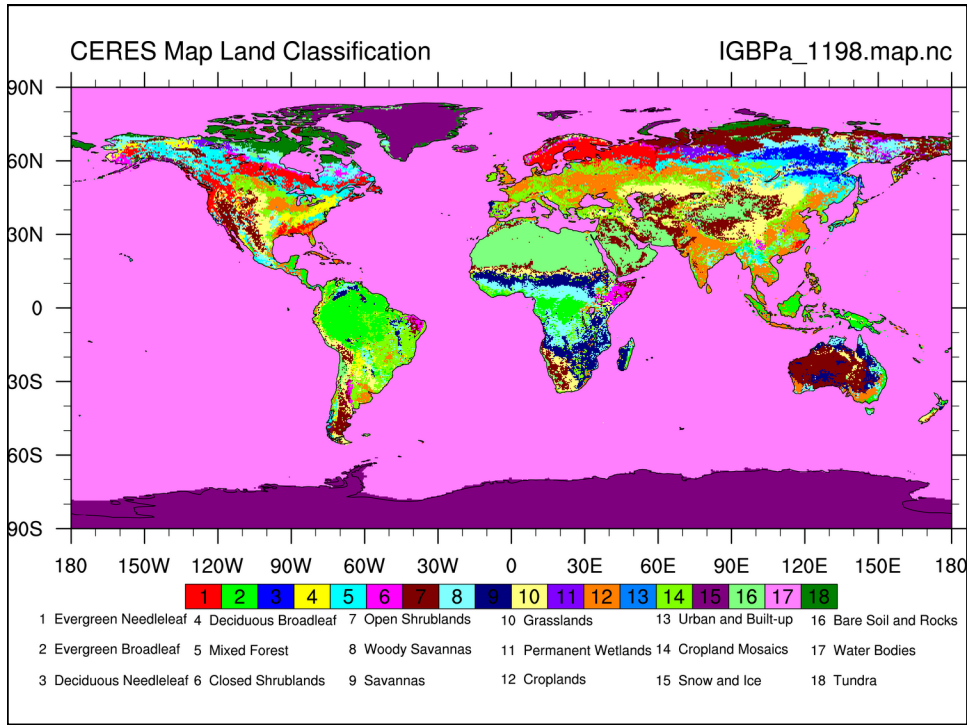 CERES Map Land Classification IGBPa_1198.map.nc
90N
60N
30N
0
30S
60S
90S
180 150W 120W 90W 60W 30W 0 30E 60E 90E 120E 150E 180
1 2 3 4 5 6 7 8 9 10 11 12 13 14 15 16 17 18
1 Evergreen Needleleaf 4 Deciduous Broadleaf 7 Open Shrublands 10 Grasslands 13 Urban and Built-up 16 Bare Soil and Rocks
2 Evergreen Broadleaf 5 Mixed Forest 8 Woody Savannas 11 Permanent Wetlands 14 Cropland Mosaics 17 Water Bodies
3 Deciduous Needleleaf 6 Closed Shrublands 9 Savannas 12 Croplands 15 Snow and Ice 18 Tundra